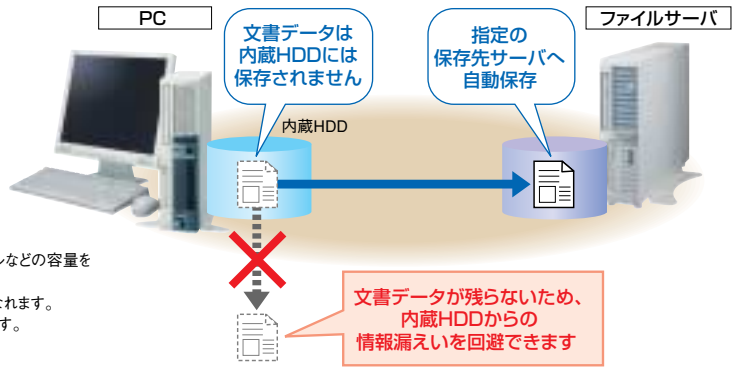 PC
ファイルサーバ
文書データは
内蔵HDDには
保存されません
指定の
保存先サーバへ
自動保存
内蔵HDD
などの容量を
れます。
す。
文書データが残らないため、
内蔵HDDからの
情報漏えいを回避できます